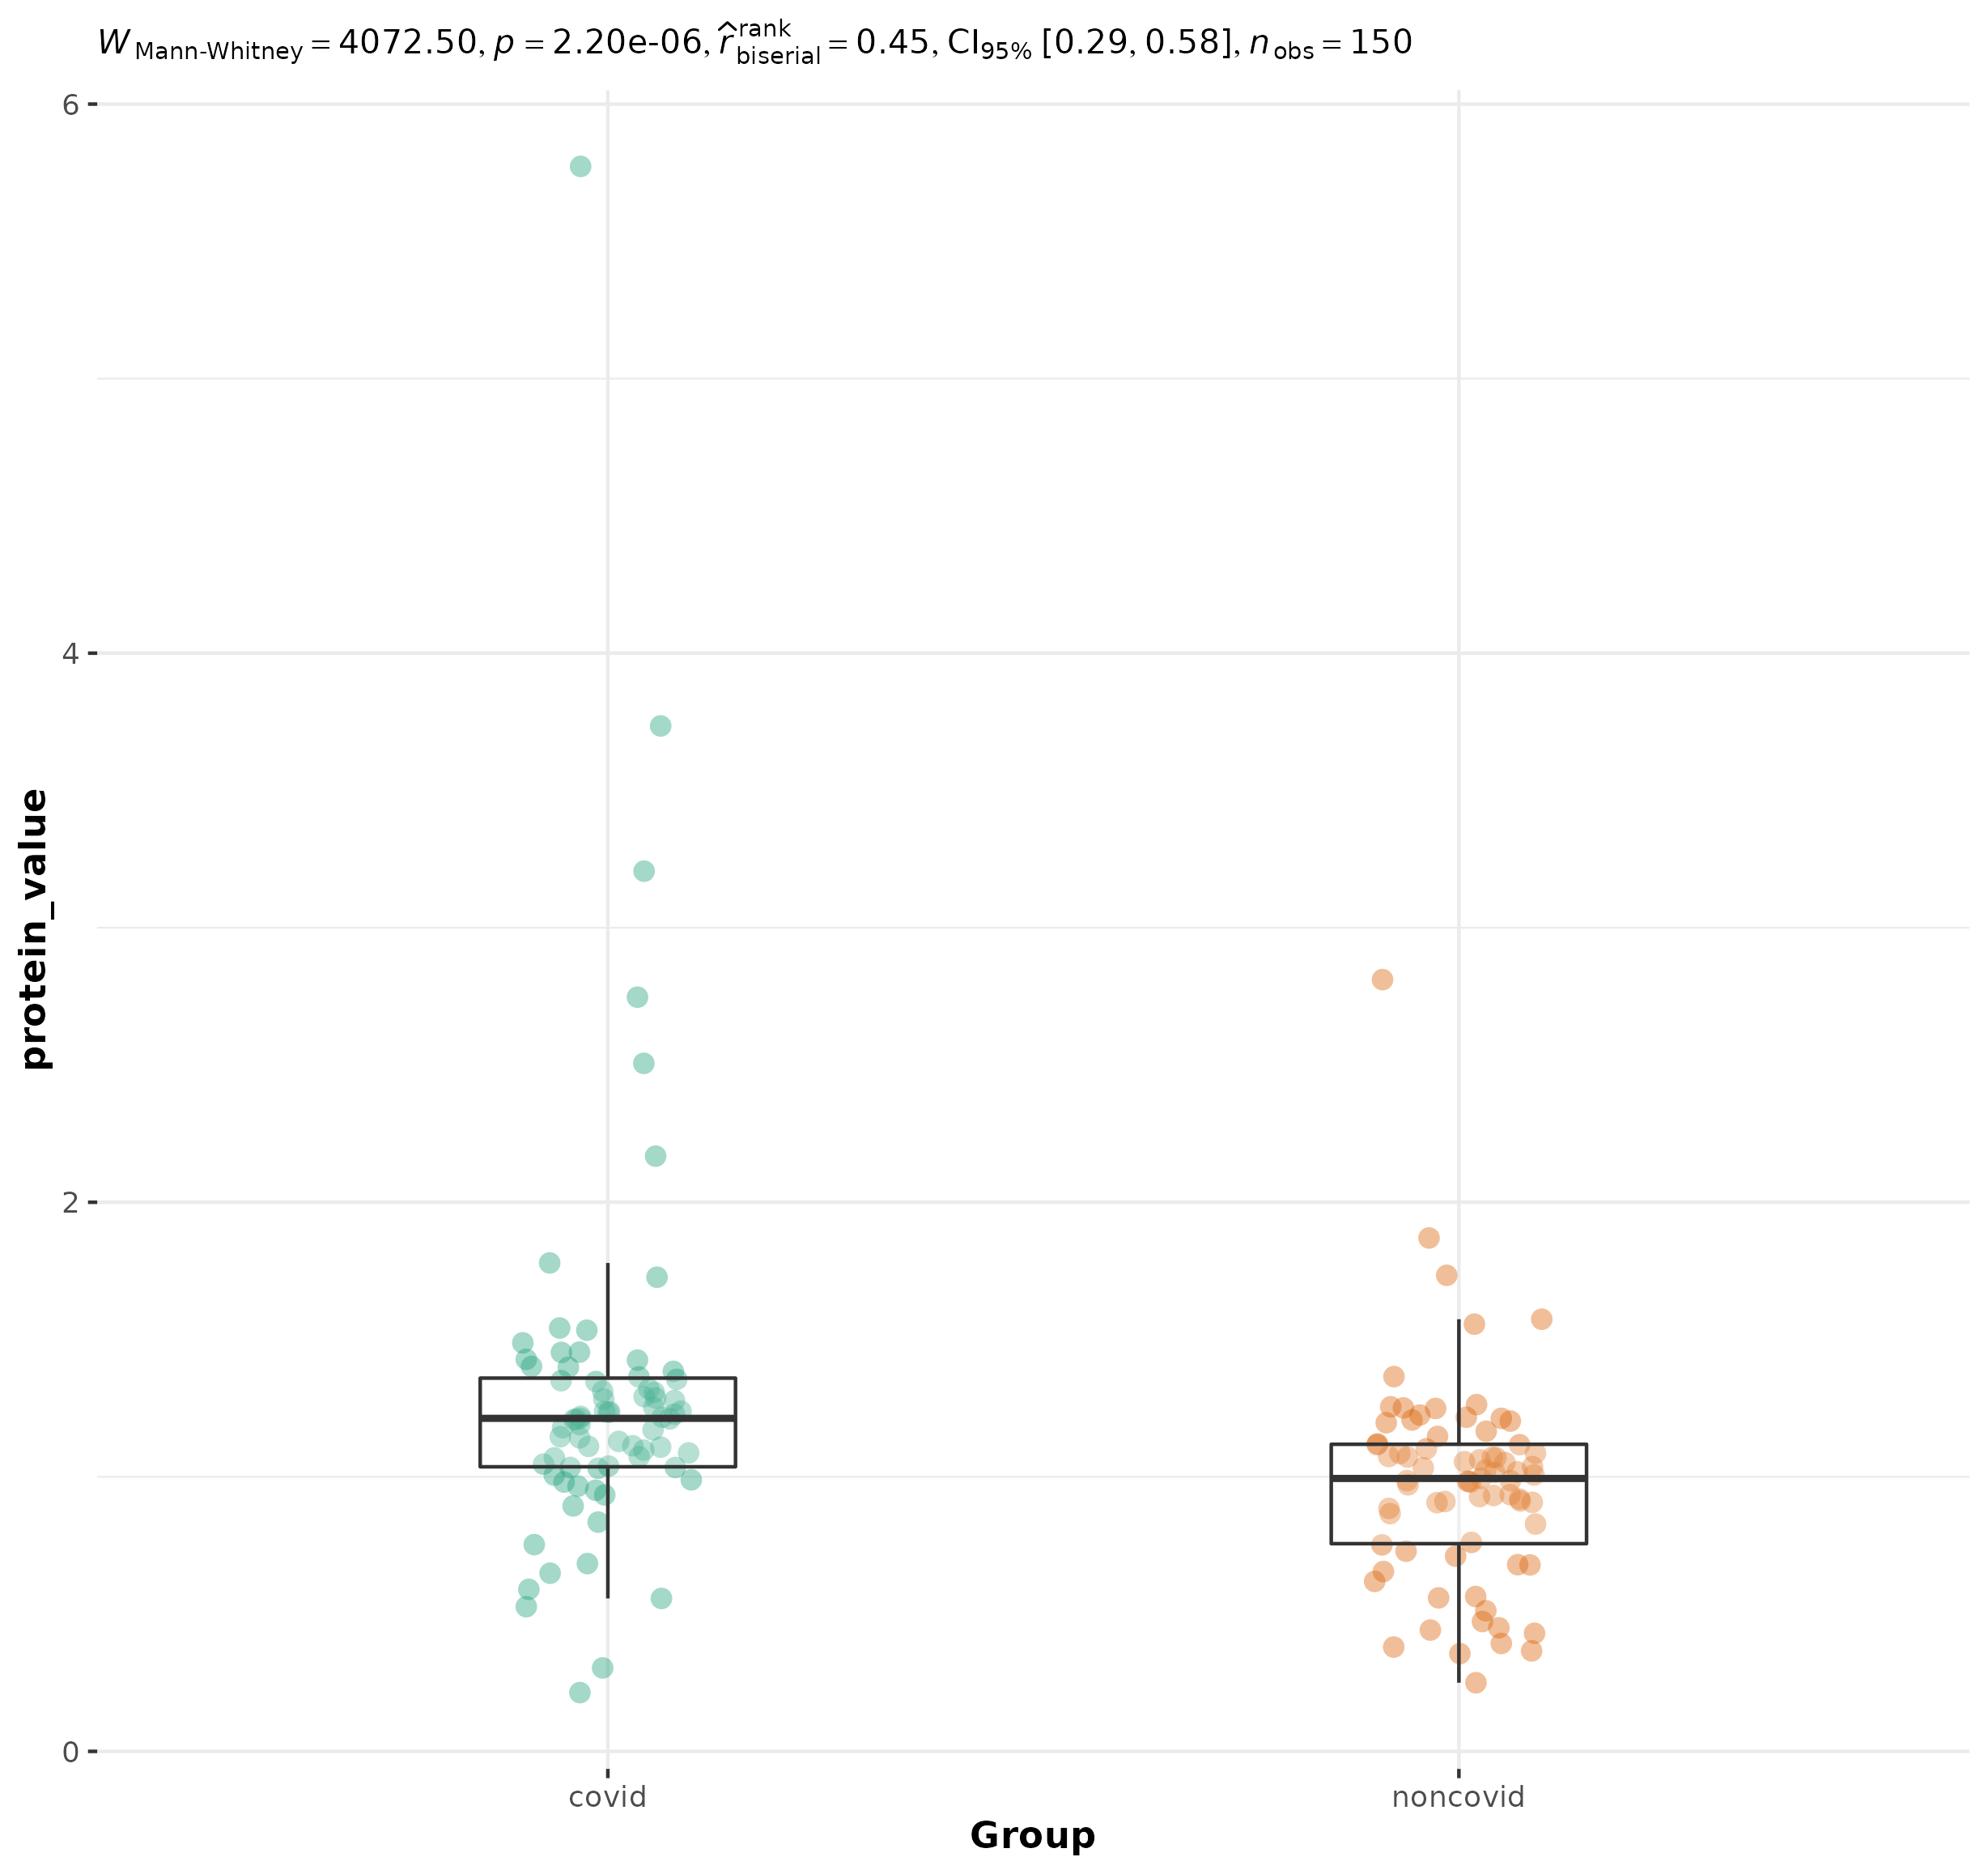 W Mann-Whitney = 4072.50, p = 2.20e-06, r̂ rank biserial = 0.45, CI95% [0.29, 0.58], nobs = 150
6
4
2
0
protein_value
covid noncovid
Group